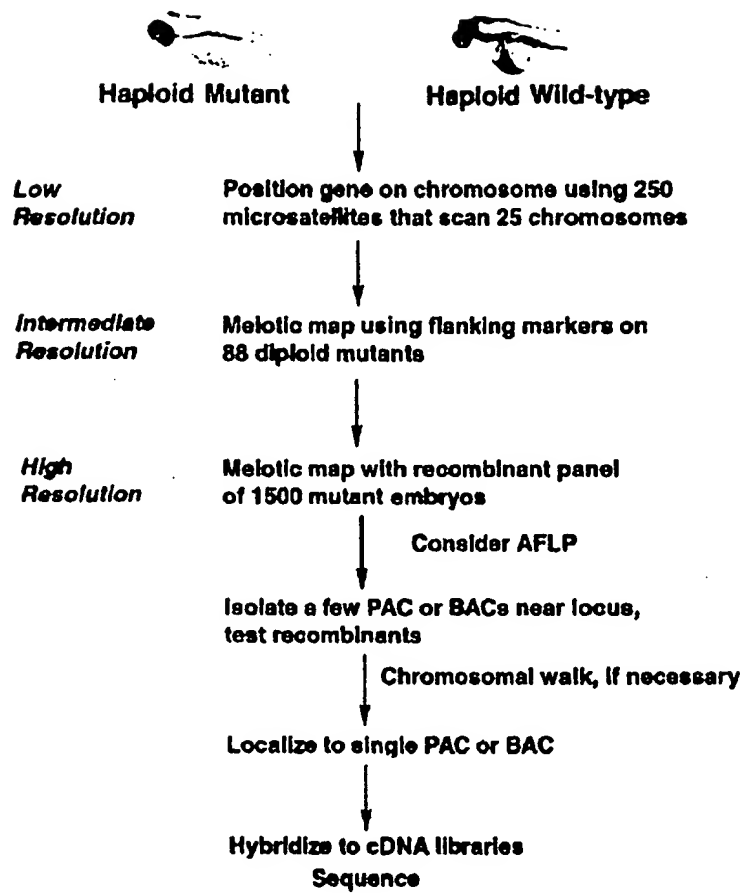 Haploid Mutant
Haploid Wild-type
Low
Resolution
Position gene on chromosome using 250
microsatellites that scan 25 chromosomes
Intermediate
Resolution
Meiotic map using flanking markers on
88 diploid mutants
High
Resolution
Meiotic map with recombinant panel
of 1500 mutant embryos
Consider AFLP
Isolate a few PAC or BACs near locus,
test recombinants
Chromosomal walk, if necessary
Localize to single PAC or BAC
Hybridize to cDNA libraries
Sequence